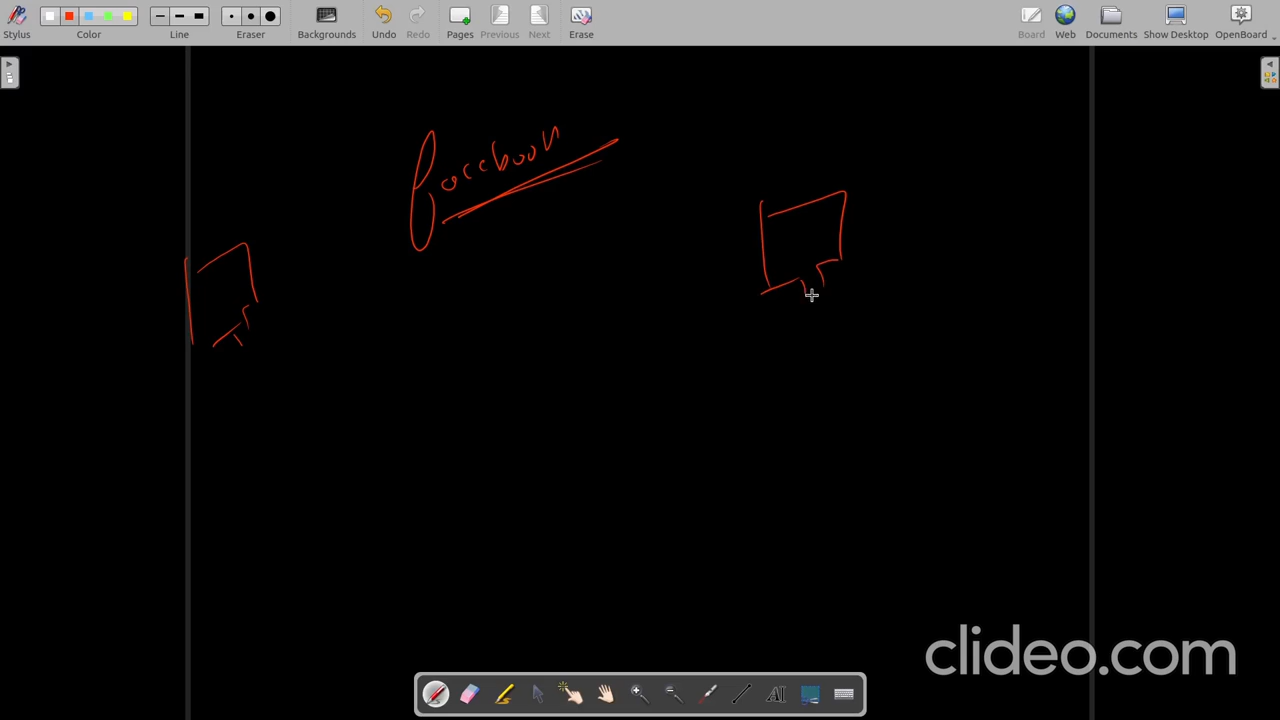 Stylus
Color
Line
Eraser
Backgrounds
Undo
Redo
Pages
Previous
Next
Erase
Board
Web
Documents
Show Desktop
OpenBoard
facebook
AI
clideo.com